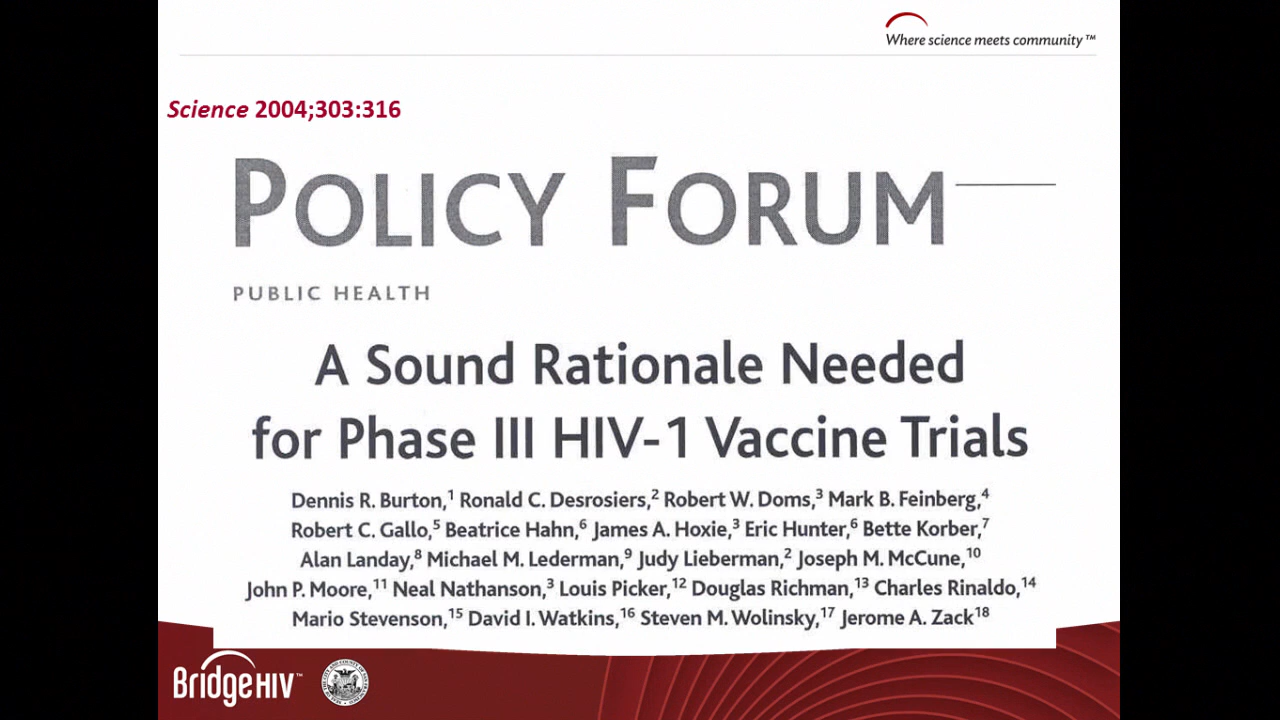 Where science meets community™
Science 2004;303:316
POLICY FORUM
PUBLIC HEALTH
A Sound Rationale Needed
for Phase III HIV-1 Vaccine Trials
Dennis R. Burton,¹ Ronald C. Desrosiers,² Robert W. Doms,³ Mark B. Feinberg,⁴
Robert C. Gallo,⁵ Beatrice Hahn,⁶ James A. Hoxie,³ Eric Hunter,⁶ Bette Korber,⁷
Alan Landay,⁸ Michael M. Lederman,⁹ Judy Lieberman,² Joseph M. McCune,¹⁰
John P. Moore,¹¹ Neal Nathanson,³ Louis Picker,¹² Douglas Richman,¹³ Charles Rinaldo,¹⁴
Mario Stevenson,¹⁵ David I. Watkins,¹⁶ Steven M. Wolinsky,¹⁷ Jerome A. Zack¹⁸
BridgeHIV™